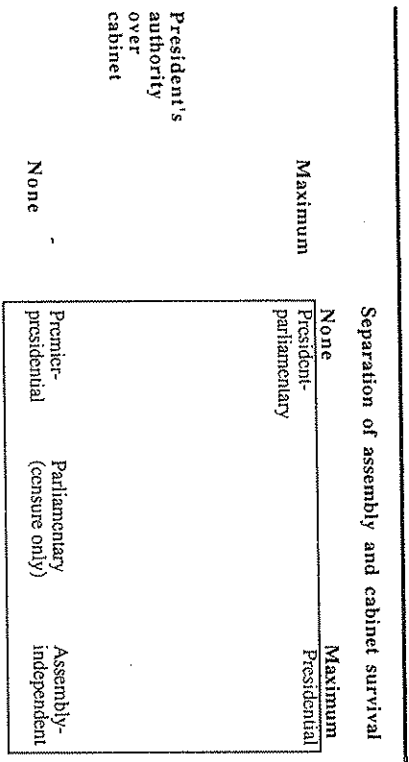 Separation of assembly and cabinet survival
None
Maximum
President's
authority
over
cabinet
Maximum
President-
parliamentary
Presidential
None
Premier-
presidential
Parliamentary
(censure only)
Assembly-
independent